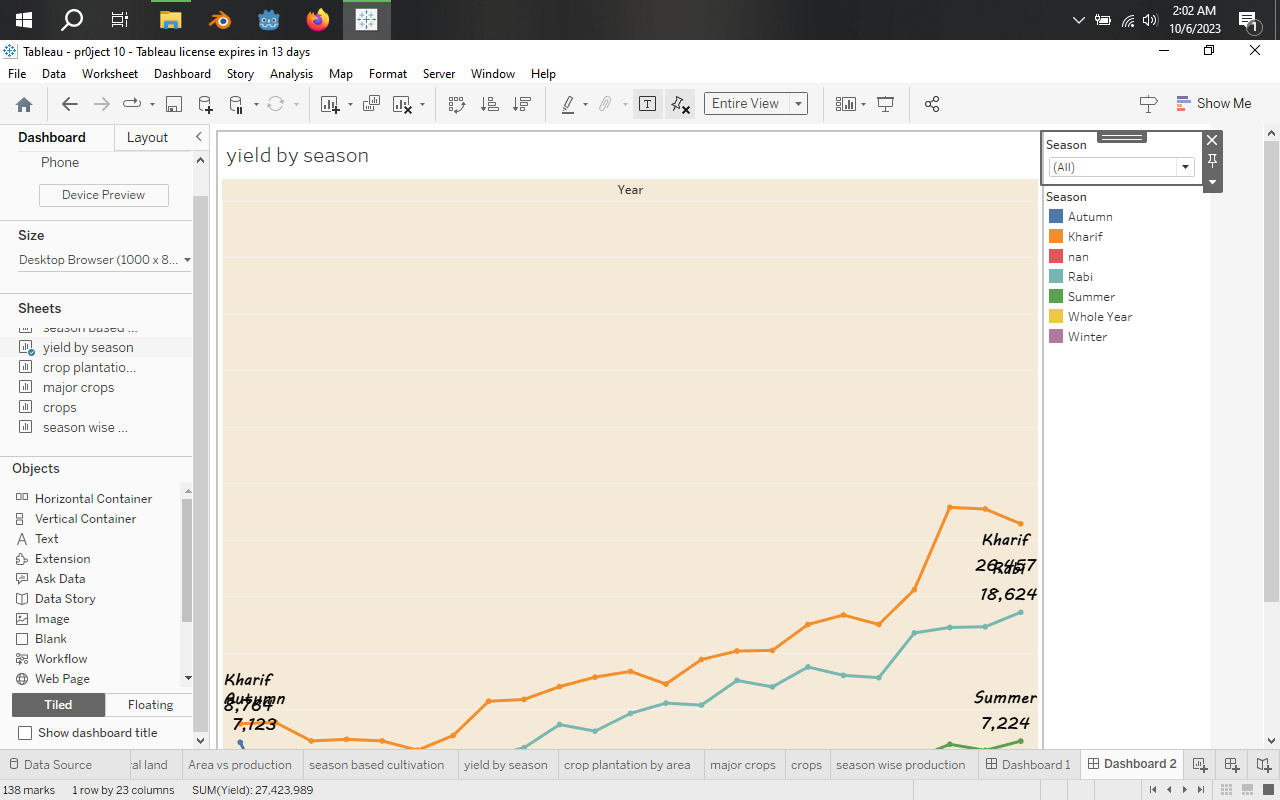 2:02 AM
10/6/2023
1
Tableau - pr0ject 10 - Tableau license expires in 13 days
File Data Worksheet Dashboard Story Analysis Map Format Server Window Help
Entire View
Show Me
Dashboard Layout
Phone
Device Preview
Size
Desktop Browser (1000 x 8...
Sheets
season based ...
yield by season
crop plantatio...
major crops
crops
season wise ...
Objects
Horizontal Container
Vertical Container
Text
Extension
Ask Data
Data Story
Image
Blank
Workflow
Web Page
Tiled Floating
Show dashboard title
yield by season
Year
Kharif
26,457
Rabi
18,624
Kharif
8,764
Autumn
7,123
Summer
7,224
Season
(All)
Season
Autumn
Kharif
nan
Rabi
Summer
Whole Year
Winter
Data Source ral land Area vs production season based cultivation yield by season crop plantation by area major crops crops season wise production Dashboard 1 Dashboard 2
138 marks 1 row by 23 columns SUM(Yield): 27,423,989